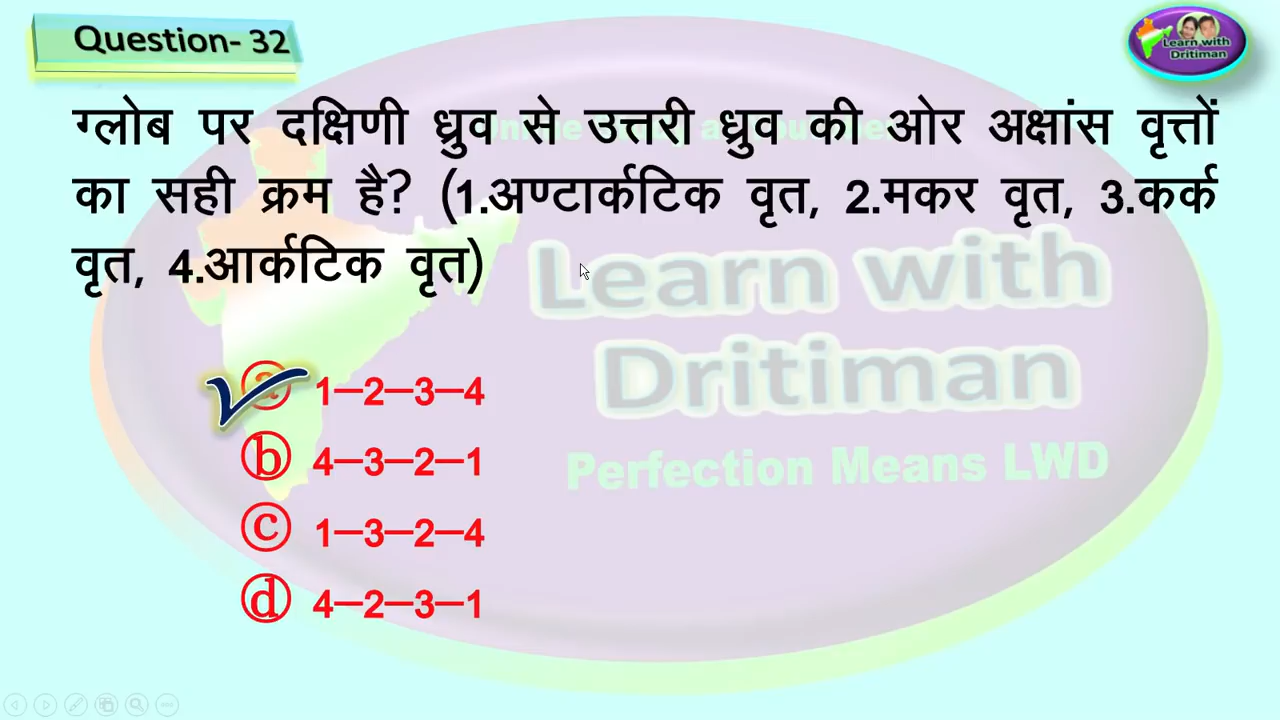 Question- 32
Learn with
Dritiman
ग्लोब पर दक्षिणी ध्रुव से उत्तरी ध्रुव की ओर अक्षांस वृत्तों
का सही क्रम है? (1.अण्टार्कटिक वृत, 2.मकर वृत, 3.कर्क
वृत, 4.आर्कटिक वृत)
Learn with
Dritiman
Perfection Means LWD
a 1–2–3–4
b 4–3–2–1
c 1–3–2–4
d 4–2–3–1